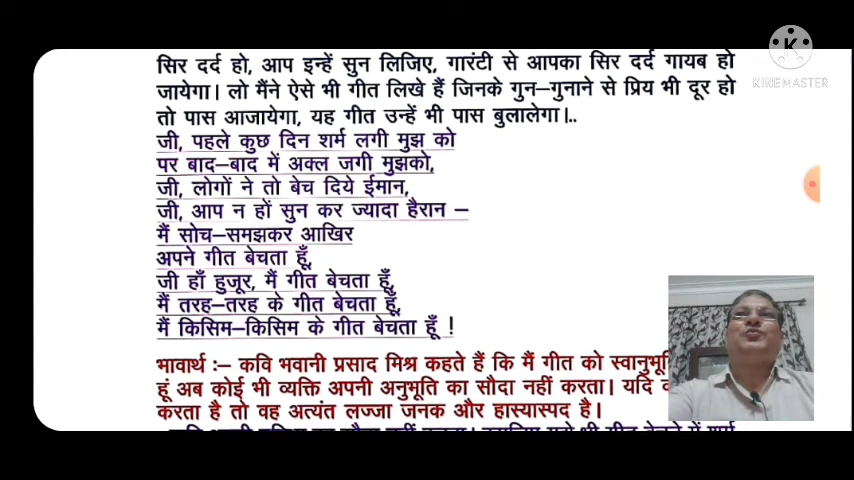 सिर दर्द हो, आप इन्हें सुन लिजिए, गारंटी से आपका सिर दर्द गायब हो
जायेगा। लो मैंने ऐसे भी गीत लिखे हैं जिनके गुन–गुनाने से प्रिय भी दूर हो
तो पास आजायेगा, यह गीत उन्हें भी पास बुलालेगा।..
जी, पहले कुछ दिन शर्म लगी मुझ को
पर बाद–बाद में अक्ल जगी मुझको,
जी, लोगों ने तो बेच दिये ईमान,
जी, आप न हों सुन कर ज्यादा हैरान –
मैं सोच–समझकर आखिर
अपने गीत बेचता हूँ,
जी हाँ हुजूर, मैं गीत बेचता हूँ,
मैं तरह–तरह के गीत बेचता हूँ,
मैं किसिम–किसिम के गीत बेचता हूँ !
भावार्थ :– कवि भवानी प्रसाद मिश्र कहते हैं कि मैं गीत को
हूं अब कोई भी व्यक्ति अपनी अनुभूति का सौदा नहीं करता। यदि
करता है तो वह अत्यंत लज्जा जनक और हास्यास्पद है।
KINEMASTER